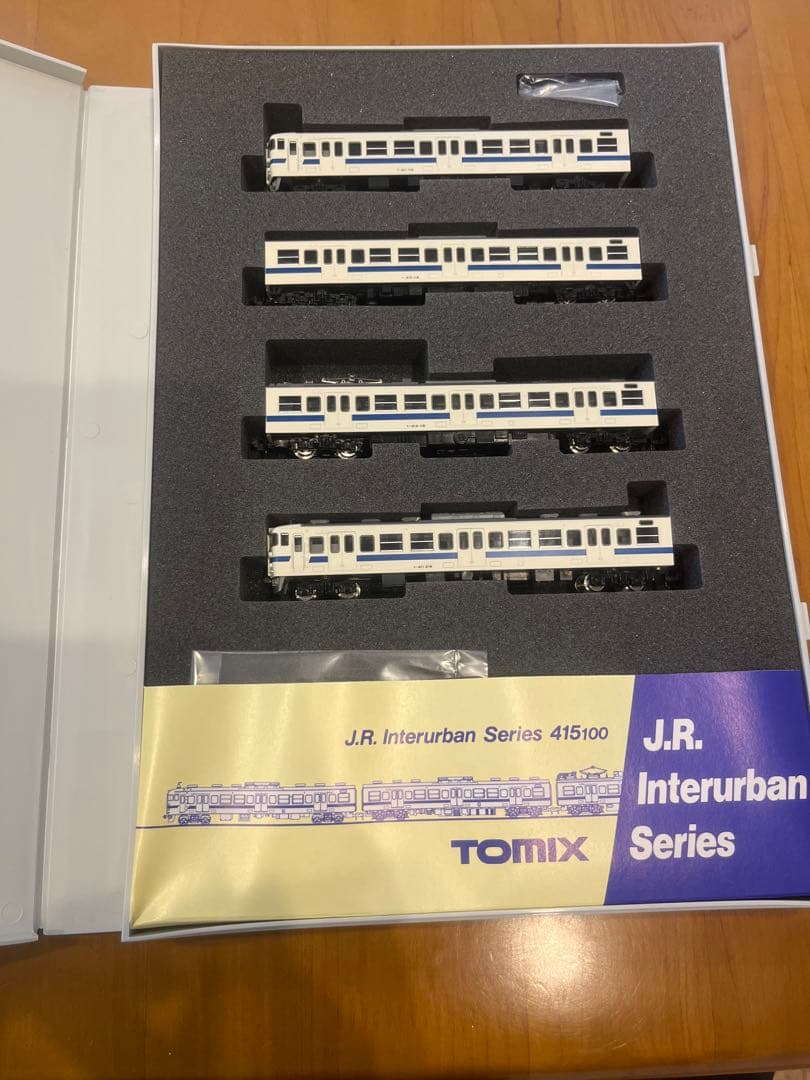 J.R. Interurban Series 415100
TOMIX
J.R.
Interurban
Series